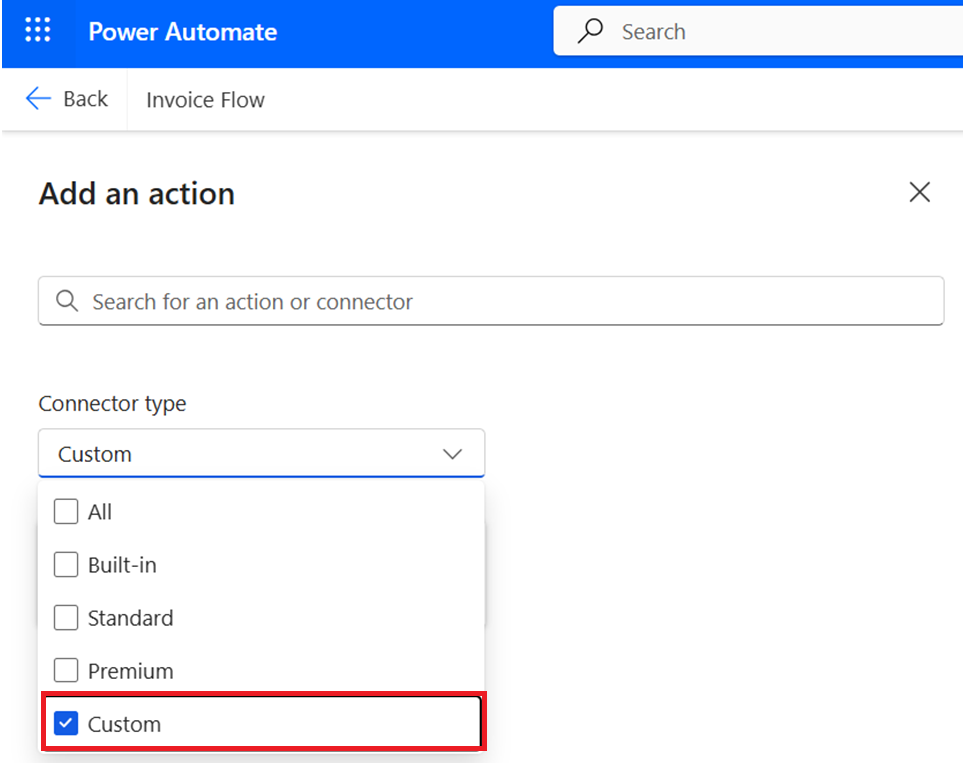 Power Automate
Search
Back
Invoice Flow
Add an action
Search for an action or connector
Connector type
Custom
All
Built-in
Standard
Premium
Custom